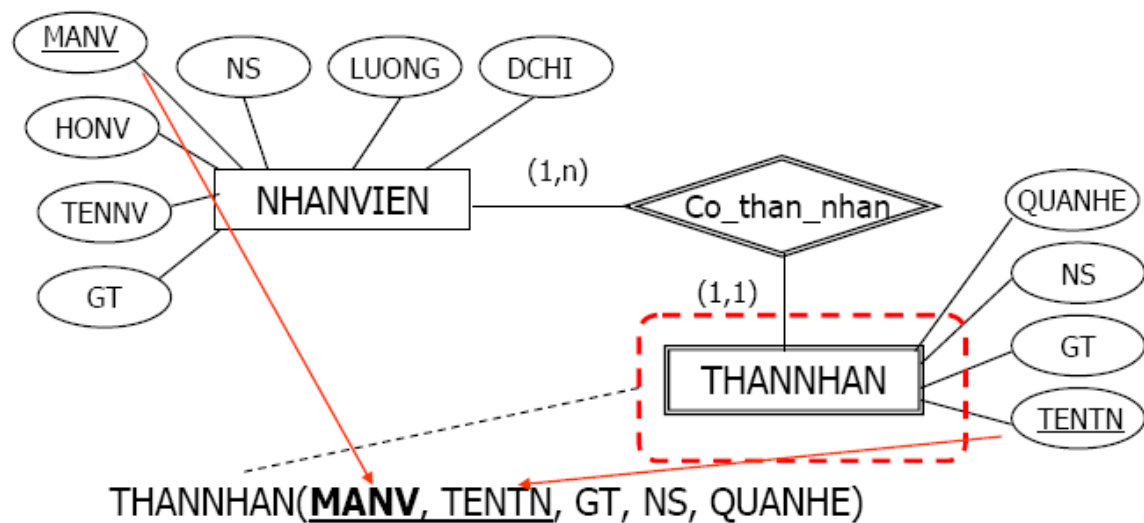 MANV
NS
LUONG
DCHI
HONV
TENNV
GT
NHANVIEN
(1,n)
Co_than_nhan
(1,1)
QUANHE
NS
GT
TENTN
THANNHAN
THANNHAN(MANV, TENTN, GT, NS, QUANHE)